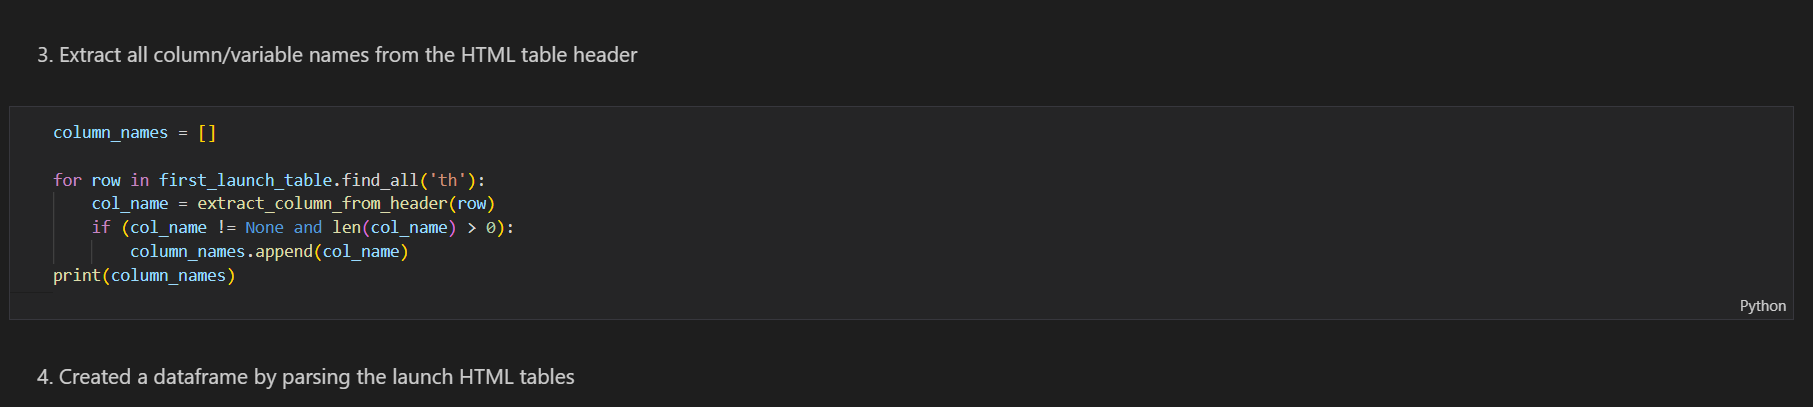 3. Extract all column/variable names from the HTML table header
column_names = []
for row in first_launch_table.find_all('th'):
    col_name = extract_column_from_header(row)
    if (col_name != None and len(col_name) > 0):
        column_names.append(col_name)
print(column_names)
Python
4. Created a dataframe by parsing the launch HTML tables